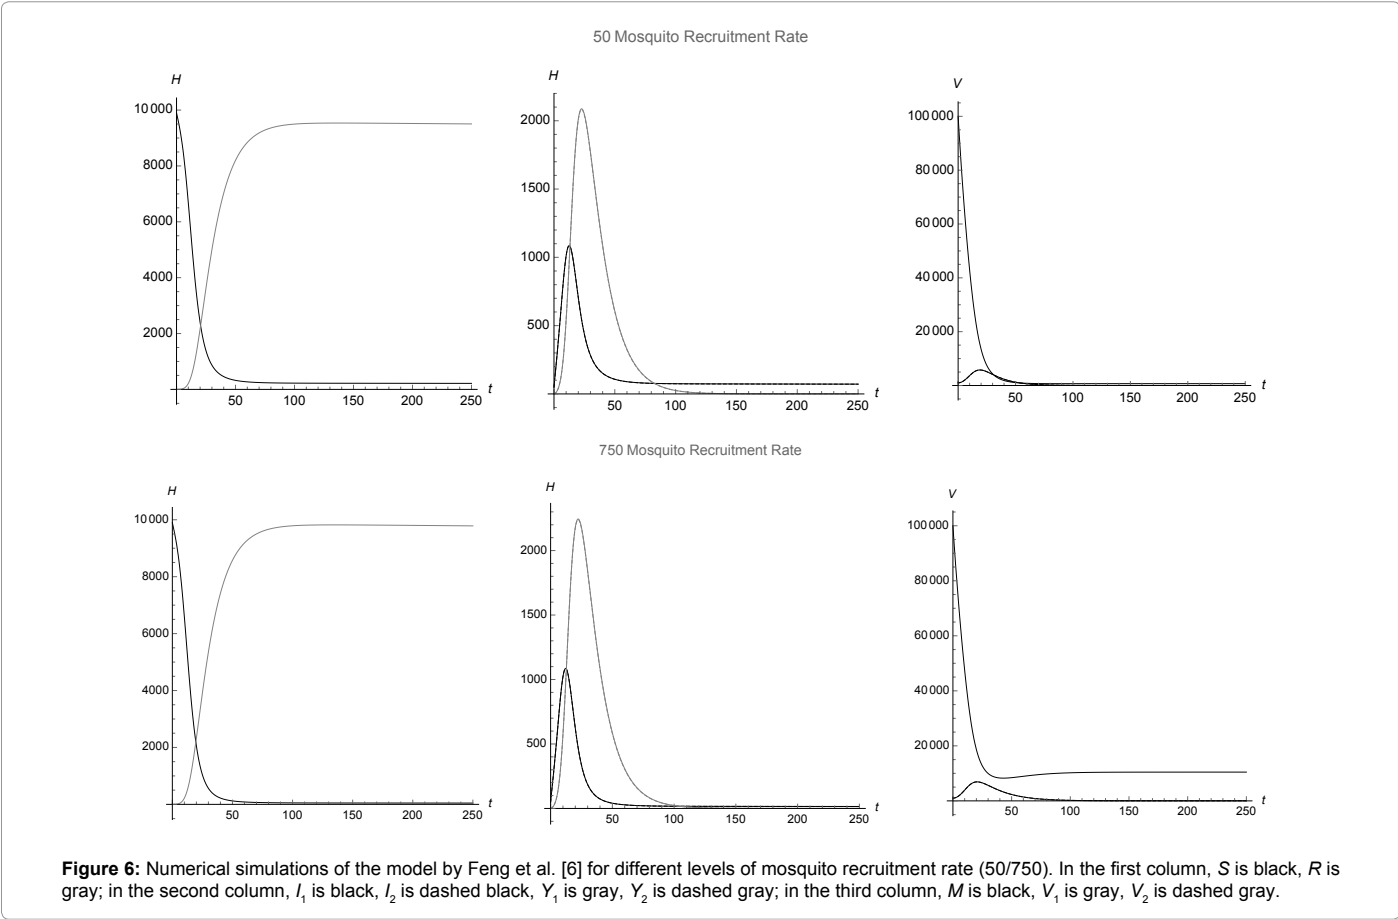 50 Mosquito Recruitment Rate
H
10 000
8000
6000
4000
2000
50 100 150 200 250 t
H
2000
1500
1000
500
50 100 150 200 250 t
V
100 000
80 000
60 000
40 000
20 000
50 100 150 200 250 t
750 Mosquito Recruitment Rate
H
10 000
8000
6000
4000
2000
50 100 150 200 250 t
H
2000
1500
1000
500
50 100 150 200 250 t
V
100 000
80 000
60 000
40 000
20 000
50 100 150 200 250 t
Figure 6: Numerical simulations of the model by Feng et al. [6] for different levels of mosquito recruitment rate (50/750). In the first column, S is black, R is
gray; in the second column, I₁ is black, I₂ is dashed black, Y₁ is gray, Y₂ is dashed gray; in the third column, M is black, V₁ is gray, V₂ is dashed gray.